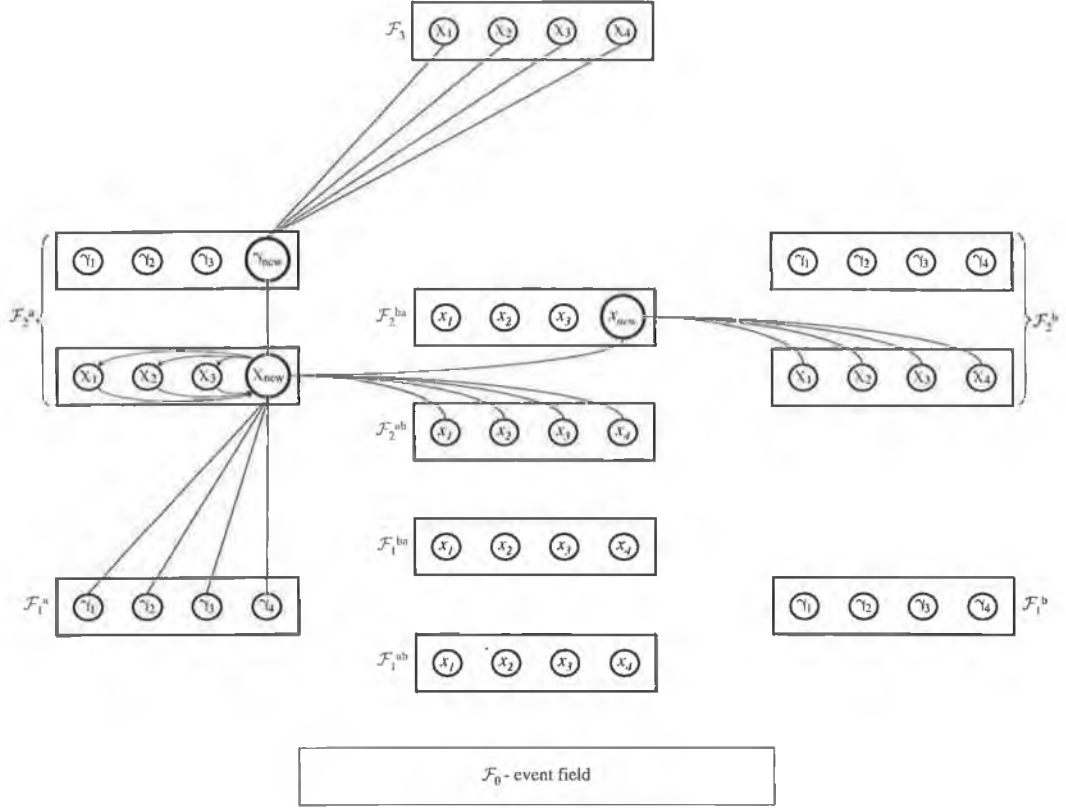 ℱ₃ X₁ X₂ X₃ X₄
γ₁ γ₂ γ₃ γnew
γ₁ γ₂ γ₃ γ₄
ℱ₂ᵃ
ℱ₂ᵇᵃ x₁ x₂ x₃ xnew
ℱ₂ᵇ
X₁ X₂ X₃ Xnew
X₁ X₂ X₃ X₄
ℱ₂ᵃᵇ x₁ x₂ x₃ x₄
ℱ₁ᵇᵃ x₁ x₂ x₃ x₄
ℱ₁ᵃ γ₁ γ₂ γ₃ γ₄
γ₁ γ₂ γ₃ γ₄ ℱ₁ᵇ
ℱ₁ᵃᵇ x₁ x₂ x₃ x₄
ℱ₀ - event field